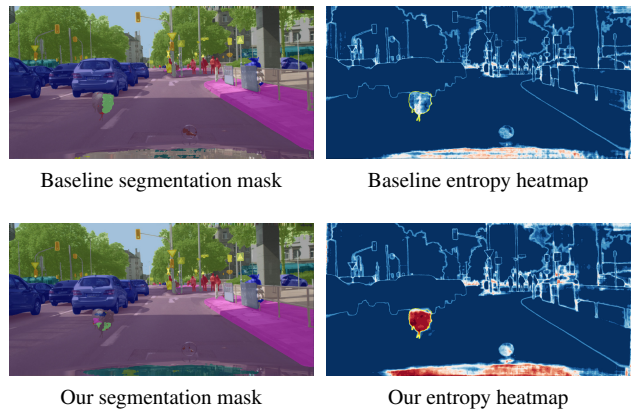 Baseline segmentation mask
Baseline entropy heatmap
Our segmentation mask
Our entropy heatmap